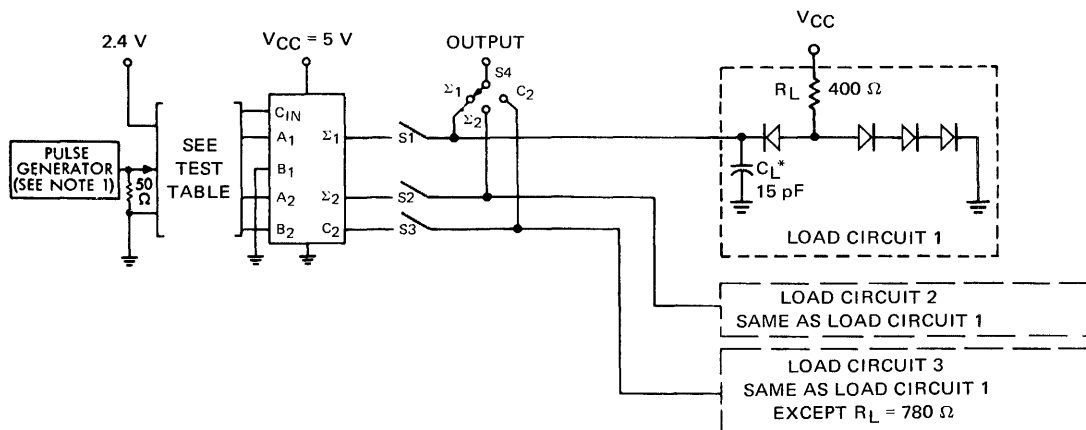 2.4 V
VCC = 5 V
OUTPUT
S4
Σ1
C2
Σ2
VCC
RL
400 Ω
PULSE
GENERATOR
(SEE NOTE 1)
50
Ω
SEE
TEST
TABLE
CIN
A1
B1
A2
B2
Σ1
Σ2
C2
S1
S2
S3
CL*
15 pF
LOAD CIRCUIT 1
LOAD CIRCUIT 2
SAME AS LOAD CIRCUIT 1
LOAD CIRCUIT 3
SAME AS LOAD CIRCUIT 1
EXCEPT RL = 780 Ω